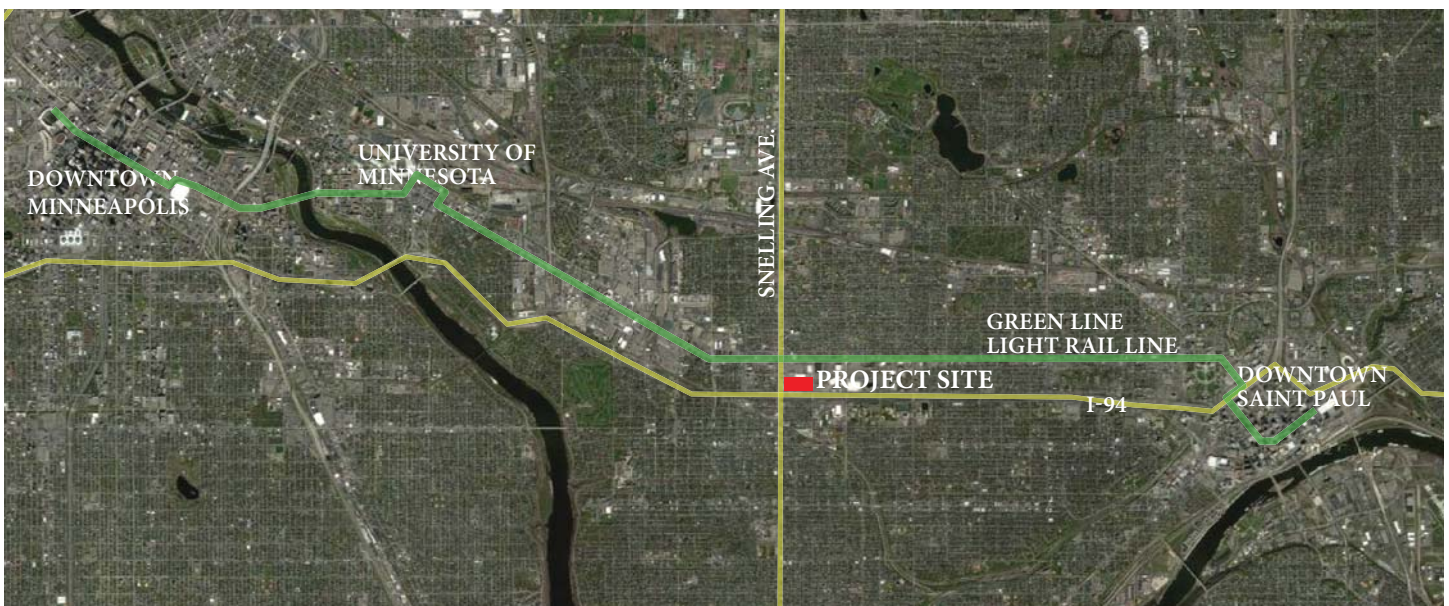 DOWNTOWN
MINNEAPOLIS
UNIVERSITY OF
MINNESOTA
SNELLING AVE.
GREEN LINE
LIGHT RAIL LINE
PROJECT SITE
I-94
DOWNTOWN
SAINT PAUL